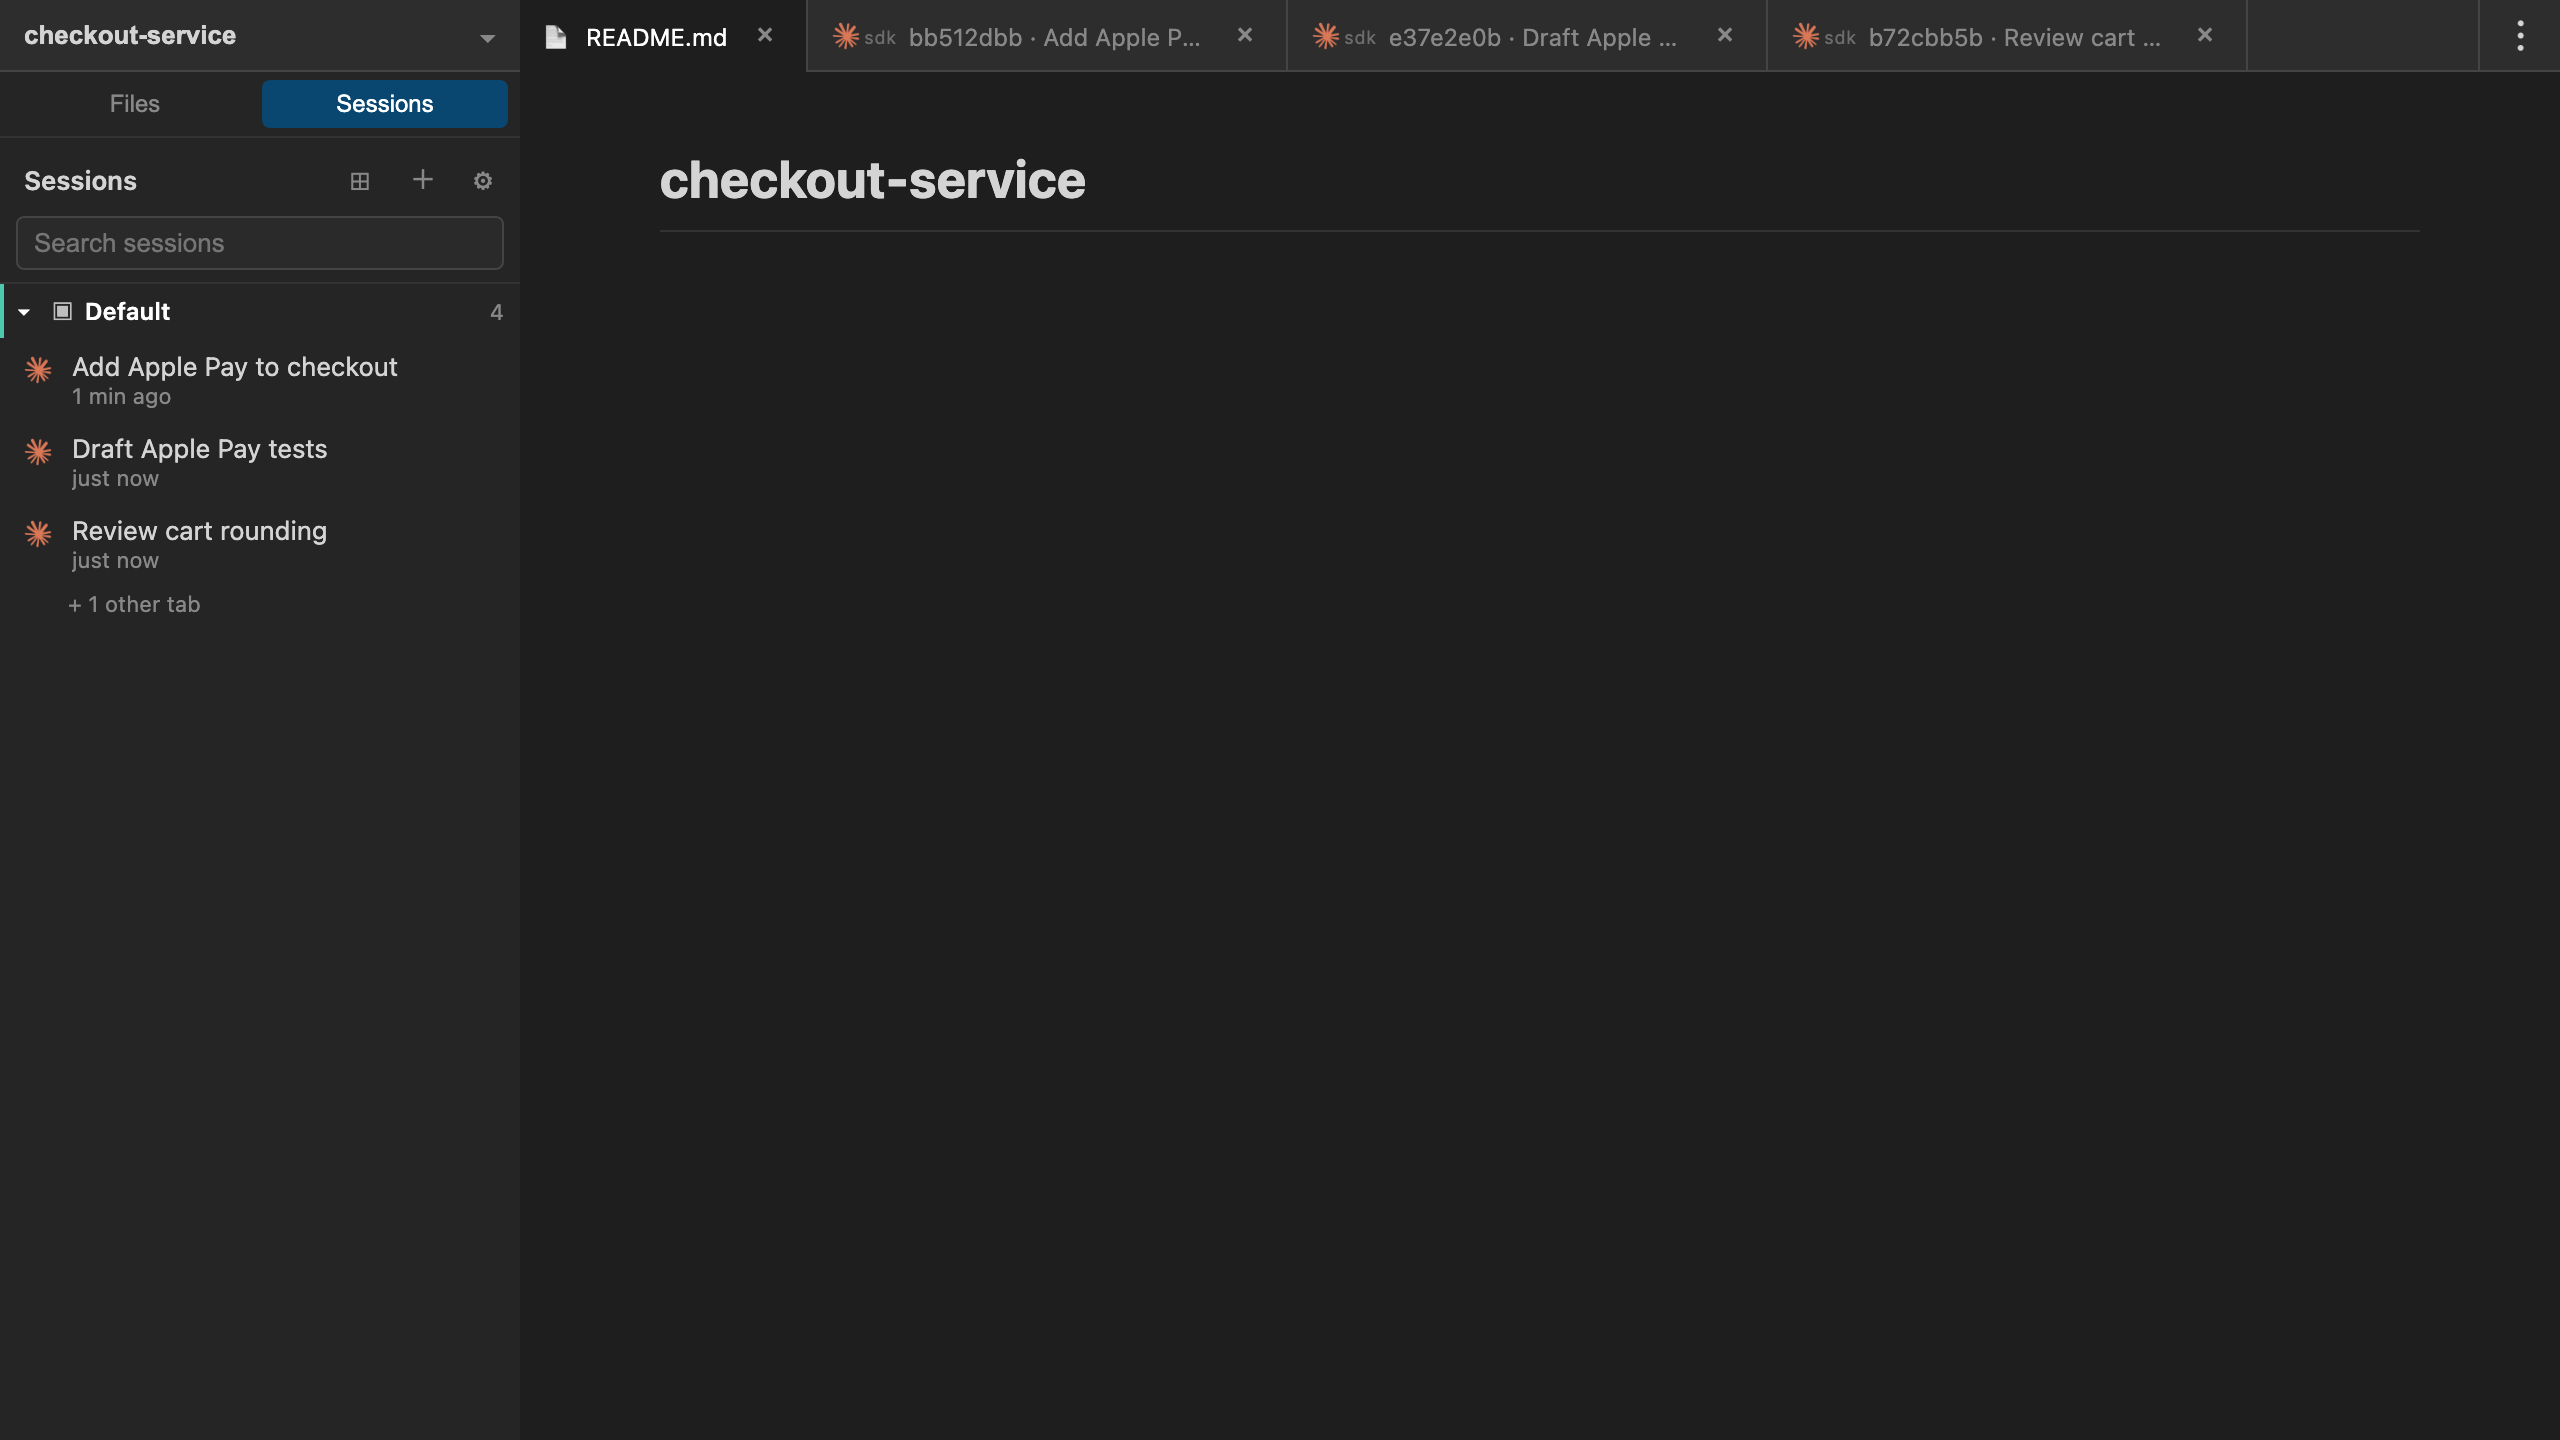 checkout-service
README.md
sdk bb512dbb · Add Apple P...
sdk e37e2e0b · Draft Apple ...
sdk b72cbb5b · Review cart ...
Files
Sessions
Sessions
Search sessions
Default
4
Add Apple Pay to checkout
1 min ago
Draft Apple Pay tests
just now
Review cart rounding
just now
+ 1 other tab
checkout-service